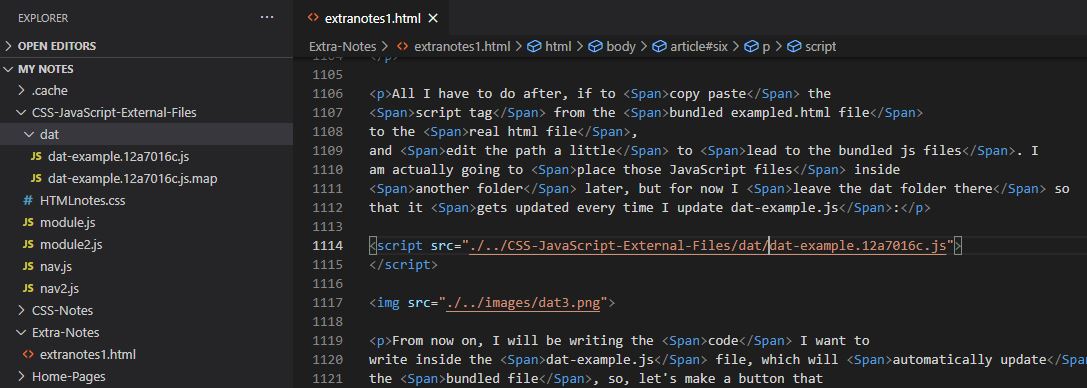 EXPLORER
···
OPEN EDITORS
MY NOTES
.cache
CSS-JavaScript-External-Files
dat
JS dat-example.12a7016c.js
JS dat-example.12a7016c.js.map
# HTMLnotes.css
JS module.js
JS module2.js
JS nav.js
JS nav2.js
CSS-Notes
Extra-Notes
<> extranotes1.html
Home-Pages
<> extranotes1.html ×
Extra-Notes > <> extranotes1.html > html > body > article#six > p > script
1104 </p>
1105
1106 <p>All I have to do after, if to <Span>copy paste</Span> the
1107 <Span>script tag</Span> from the <Span>bundled exampled.html file</Span>
1108 to the <Span>real html file</Span>,
1109 and <Span>edit the path a little</Span> to <Span>lead to the bundled js files</Span>. I
1110 am actually going to <Span>place those JavaScript files</Span> inside
1111 <Span>another folder</Span> later, but for now I <Span>leave the dat folder there</Span> so
1112 that it <Span>gets updated every time I update dat-example.js</Span>:</p>
1113
1114 <script src="./../CSS-JavaScript-External-Files/dat/dat-example.12a7016c.js">
1115 </script>
1116
1117 <img src="./../images/dat3.png">
1118
1119 <p>From now on, I will be writing the <Span>code</Span> I want to
1120 write inside the <Span>dat-example.js</Span> file, which will <Span>automatically update</Spa
1121 the <Span>bundled file</Span>, so, let's make a button that